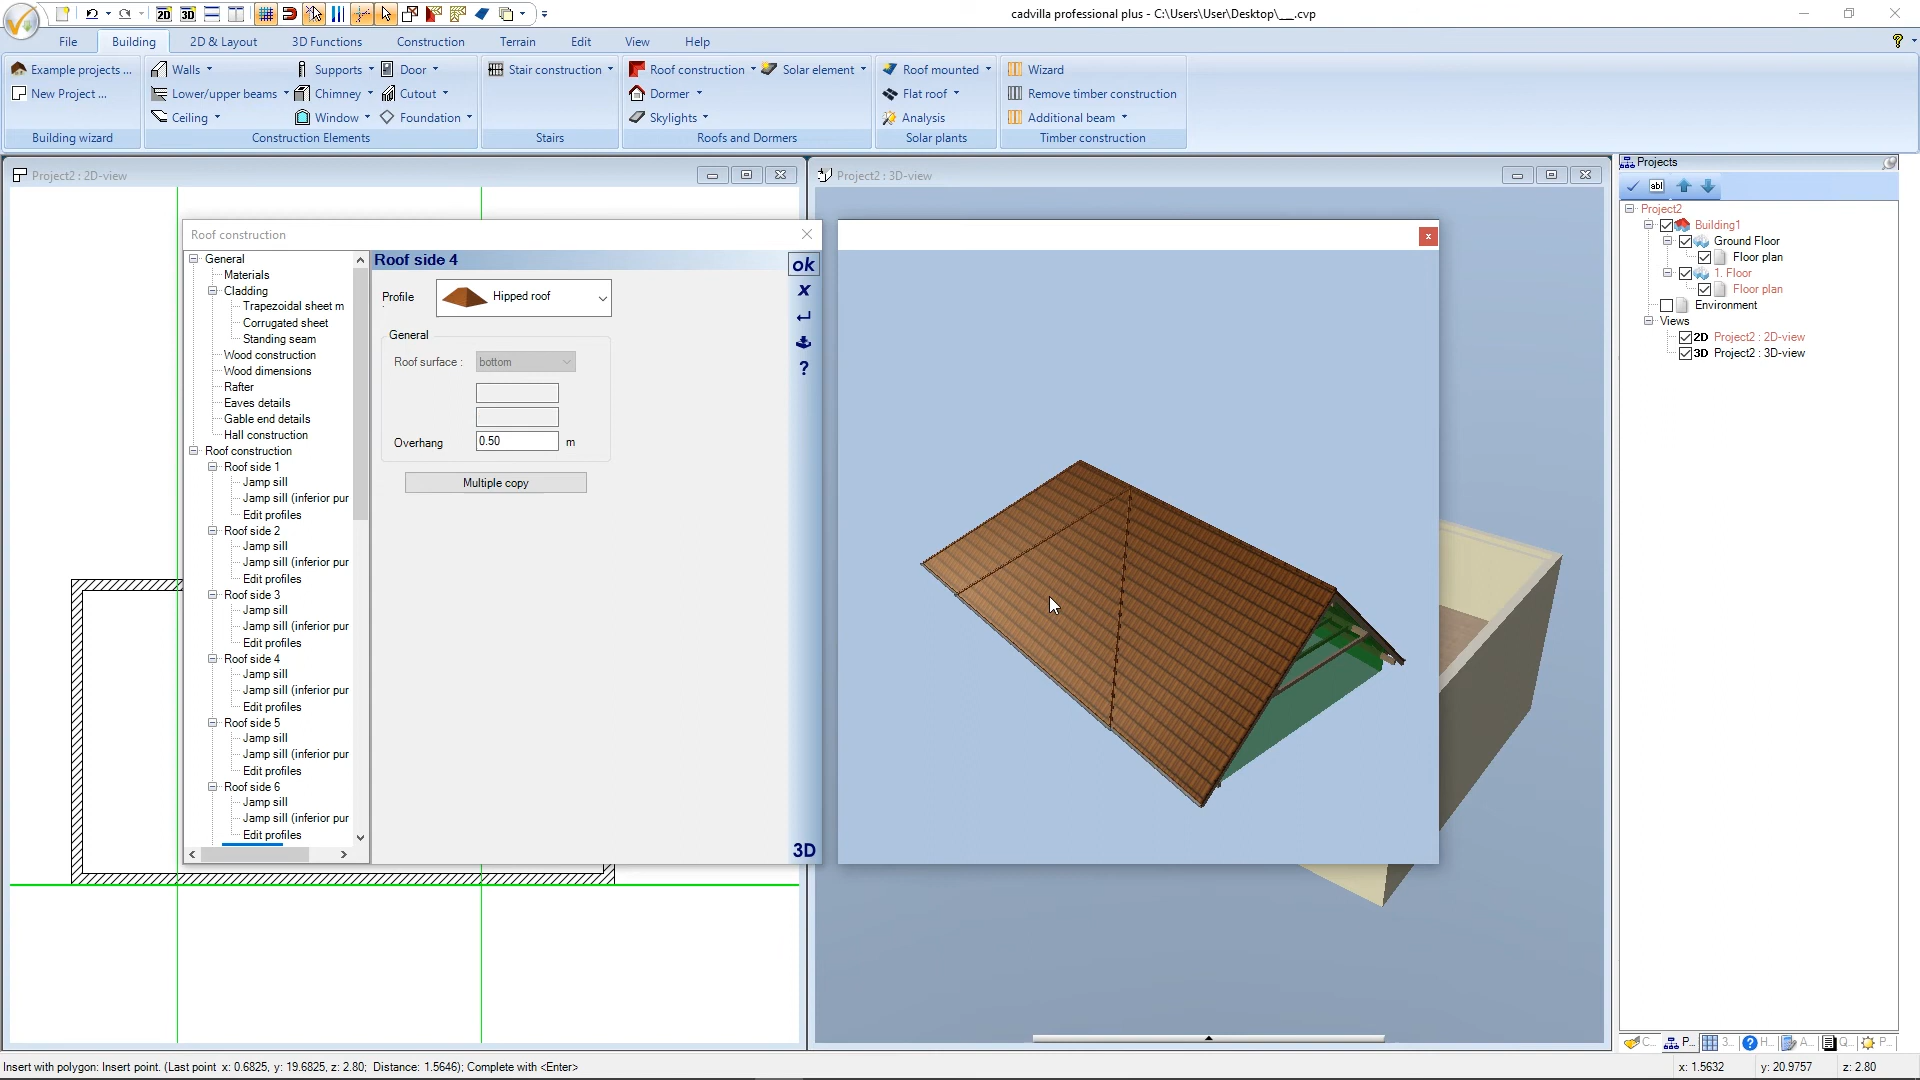 2D 3D
cadvilla professional plus - C:\Users\User\Desktop\___.cvp
File Building 2D & Layout 3D Functions Construction Terrain Edit View Help
?
Example projects ... Walls Supports Door Stair construction Roof construction Solar element Roof mounted Wizard
New Project ... Lower/upper beams Chimney Cutout Dormer Flat roof Remove timber construction
Ceiling Window Foundation Skylights Analysis Additional beam
Building wizard Construction Elements Stairs Roofs and Dormers Solar plants Timber construction
Project2 : 2D-view
Project2 : 3D-view
Projects
abl
Project2
Building1
Ground Floor
Floor plan
1. Floor
Floor plan
Environment
Views
2D Project2 : 2D-view
3D Project2 : 3D-view
Roof construction
General
Materials
Cladding
Trapezoidal sheet m
Corrugated sheet
Standing seam
Wood construction
Wood dimensions
Rafter
Eaves details
Gable end details
Hall construction
Roof construction
Roof side 1
Jamp sill
Jamp sill (inferior pur
Edit profiles
Roof side 2
Jamp sill
Jamp sill (inferior pur
Edit profiles
Roof side 3
Jamp sill
Jamp sill (inferior pur
Edit profiles
Roof side 4
Jamp sill
Jamp sill (inferior pur
Edit profiles
Roof side 5
Jamp sill
Jamp sill (inferior pur
Edit profiles
Roof side 6
Jamp sill
Jamp sill (inferior pur
Edit profiles
Roof side 4
Profile Hipped roof
General
Roof surface : bottom
Overhang 0.50 m
Multiple copy
ok
x
?
3D
C... P... 3... H... A... Q... P...
Insert with polygon: Insert point. (Last point x: 0.6825, y: 19.6825, z: 2.80; Distance: 1.5646); Complete with <Enter>
x: 1.5632 y: 20.9757 z: 2.80